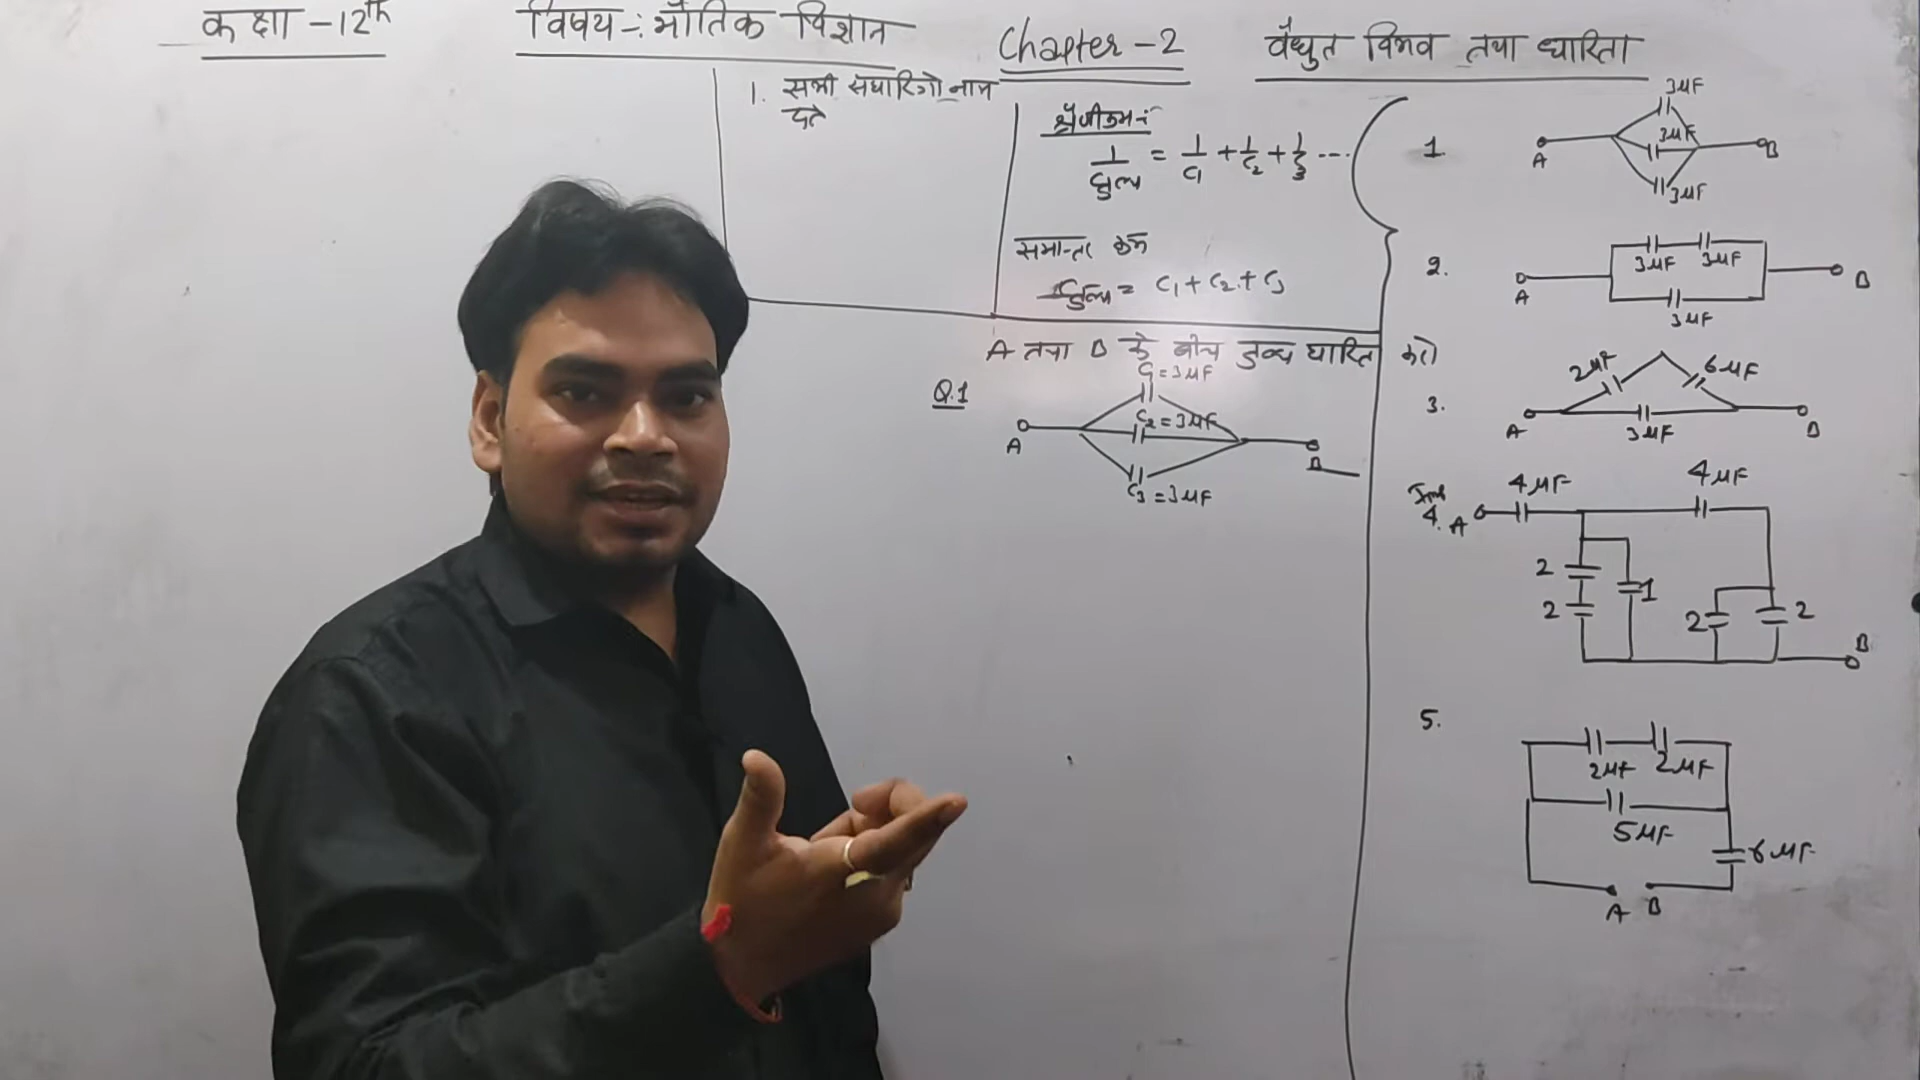 कक्षा -12th
विषय-: भौतिक विज्ञान
Chapter -2
वैधुत विभव तथा धारिता
1. सभी संधारित्रो नाम
देते
श्रेणीक्रम-:
1/Cतुल्य = 1/C1 + 1/C2 + 1/C3 ....
समान्तर क्रम
Cतुल्य = C1 + C2 + C3
A तथा B के बीच तुल्य धारिता
करो
Q.1
C1 = 3μF
C2 = 3μF
A
B
C3 = 3μF
1.
3μF
A
3μF
B
3μF
2.
3μF 3μF
A
B
3μF
3.
2μF 6μF
A
3μF
B
4.
A
4μF
4μF
2
1
2
2
2
B
5.
2μF 2μF
5μF
6μF
A B